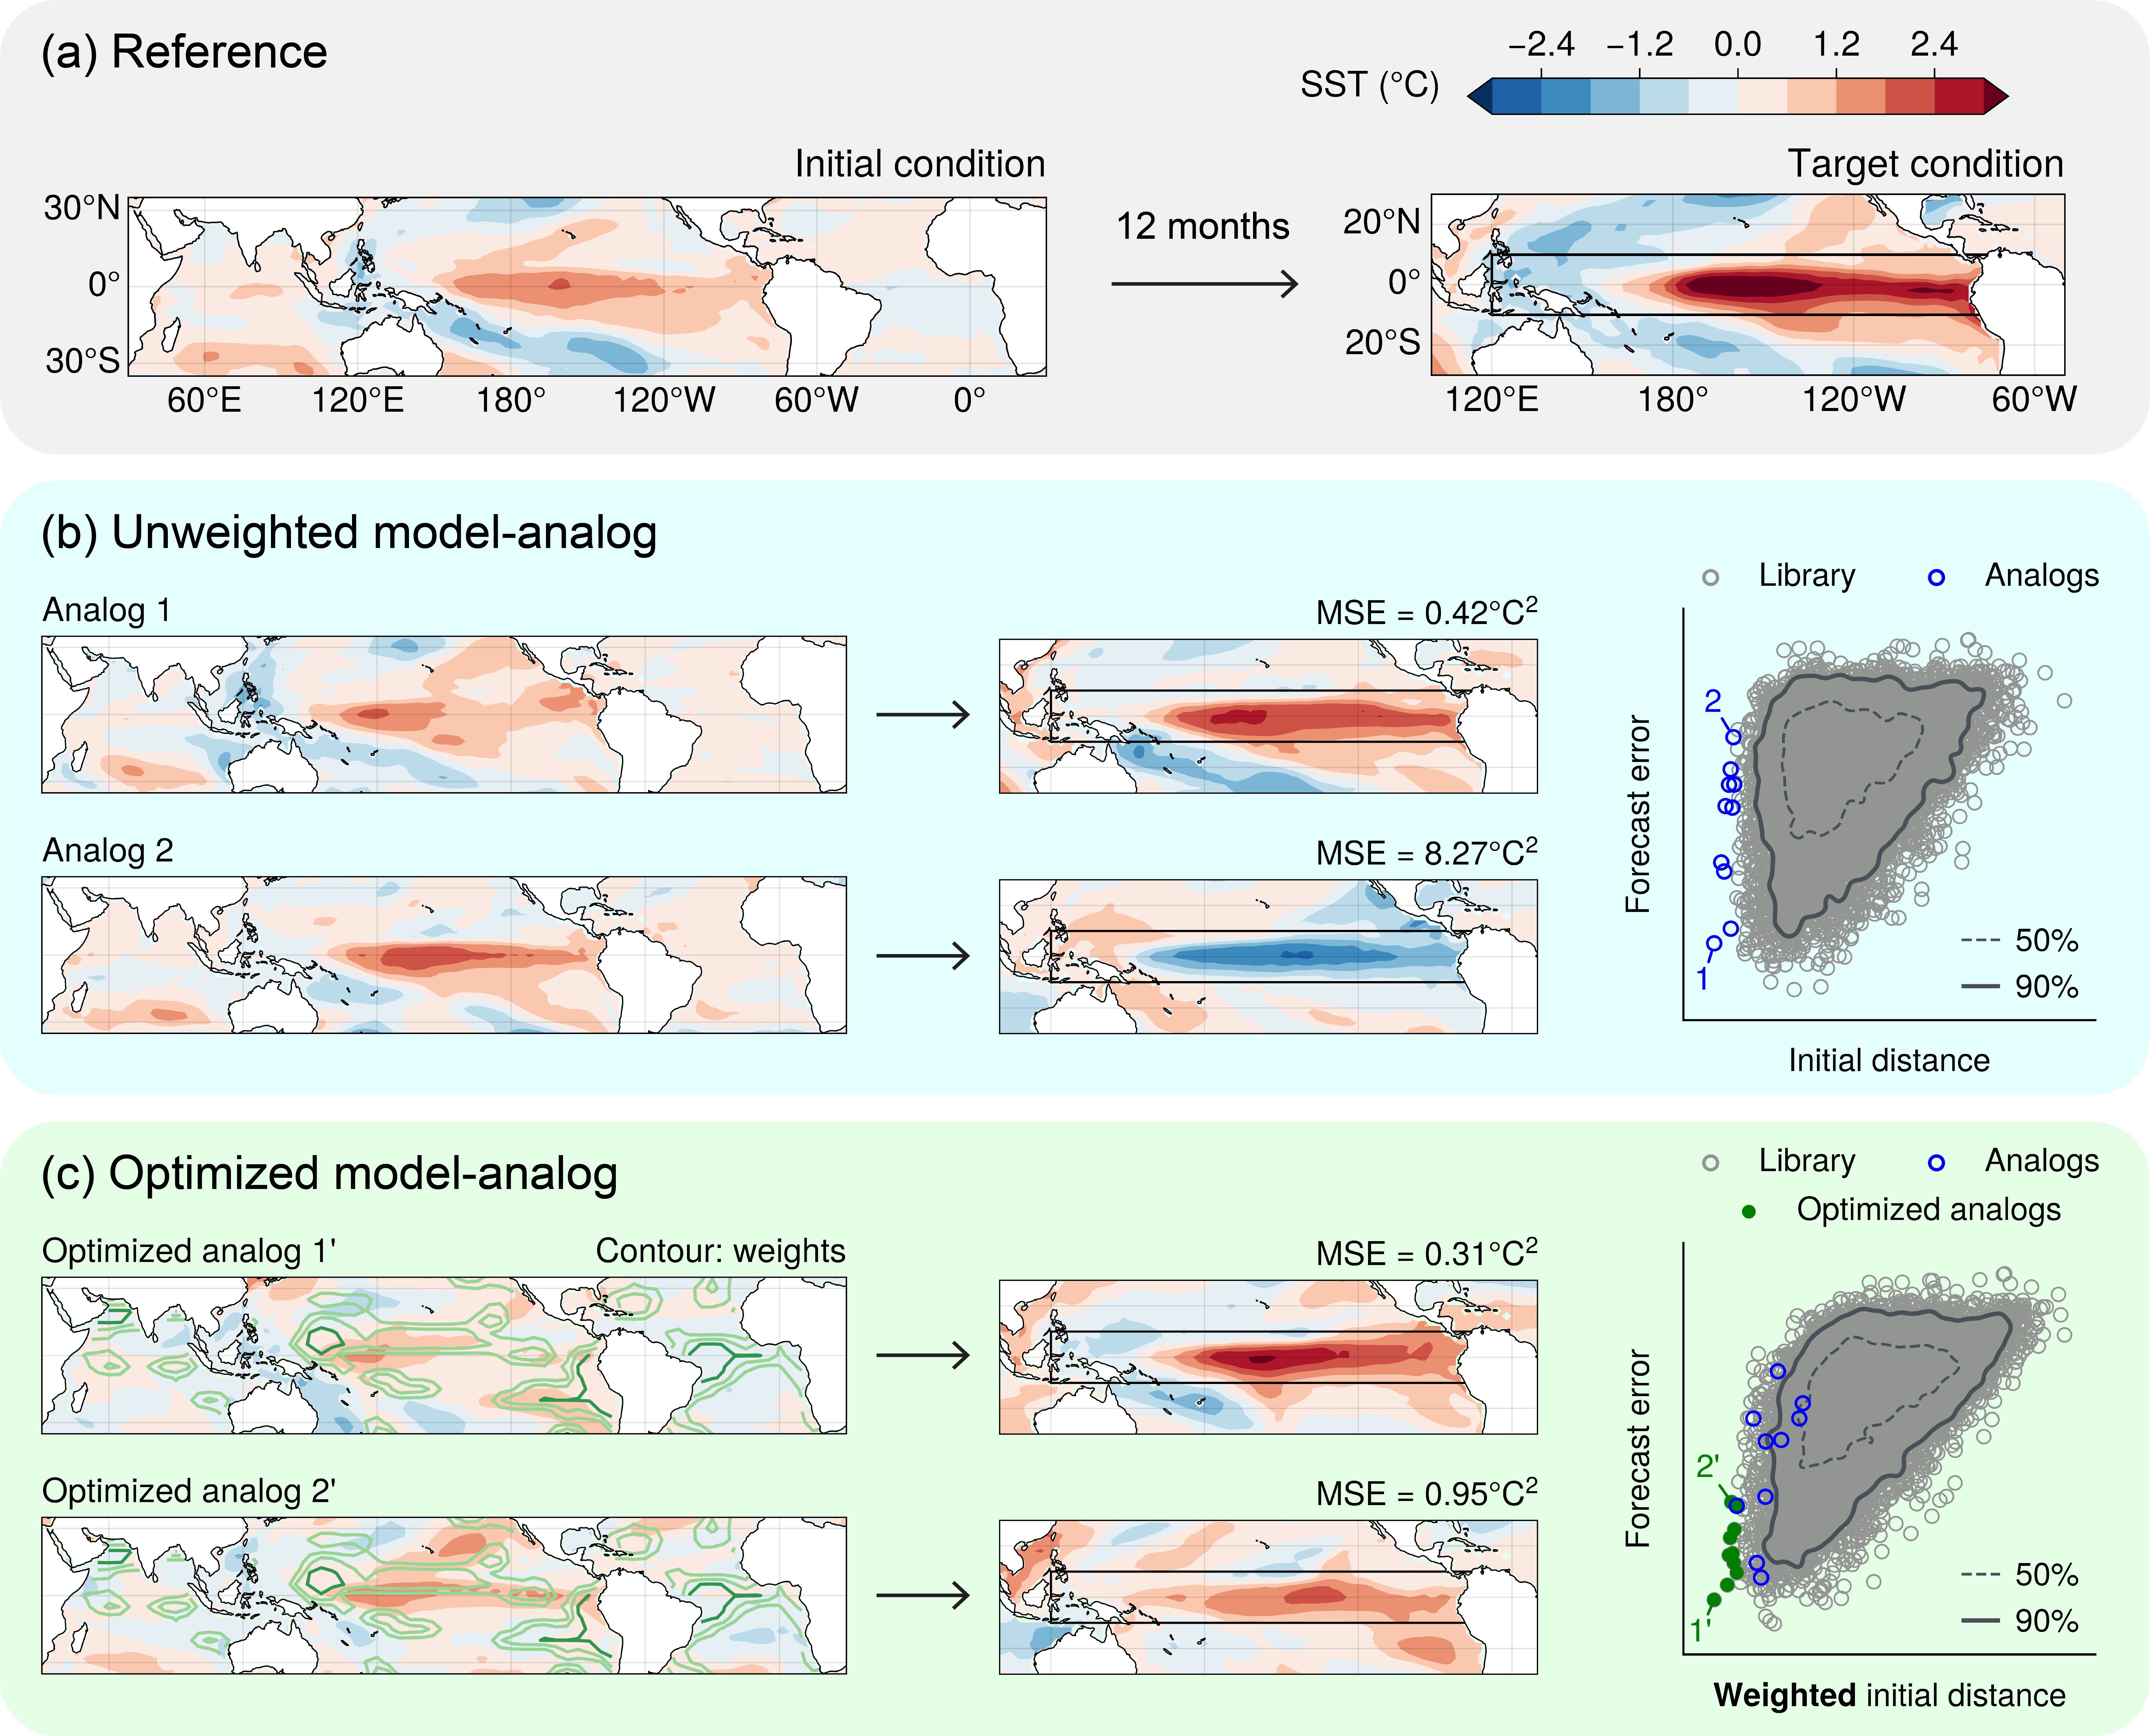 (a) Reference
−2.4 −1.2 0.0 1.2 2.4
SST (°C)
Initial condition
Target condition
30°N
0°
30°S
60°E 120°E 180° 120°W 60°W 0°
12 months
20°N
0°
20°S
120°E 180° 120°W 60°W
(b) Unweighted model-analog
Library Analogs
Analog 1
MSE = 0.42°C²
Analog 2
MSE = 8.27°C²
Forecast error
2
1
50%
90%
Initial distance
(c) Optimized model-analog
Library Analogs
Optimized analogs
Optimized analog 1'
Contour: weights
MSE = 0.31°C²
Optimized analog 2'
MSE = 0.95°C²
Forecast error
2'
1'
50%
90%
Weighted initial distance